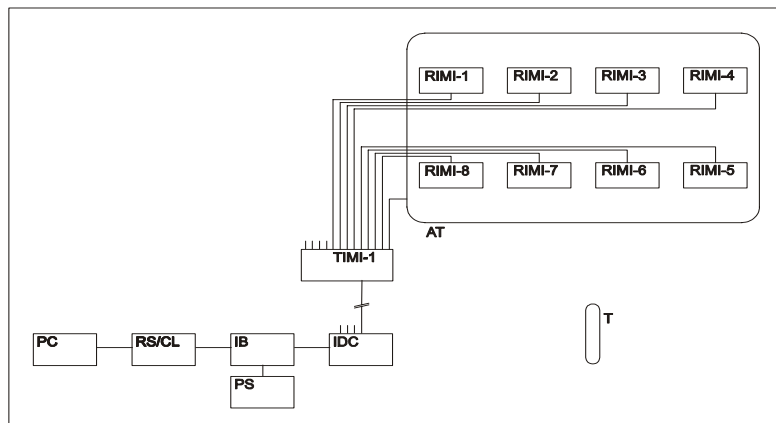 RIMI-1 RIMI-2 RIMI-3 RIMI-4
RIMI-8 RIMI-7 RIMI-6 RIMI-5
AT
TIMI-1
T
PC RS/CL IB IDC
PS